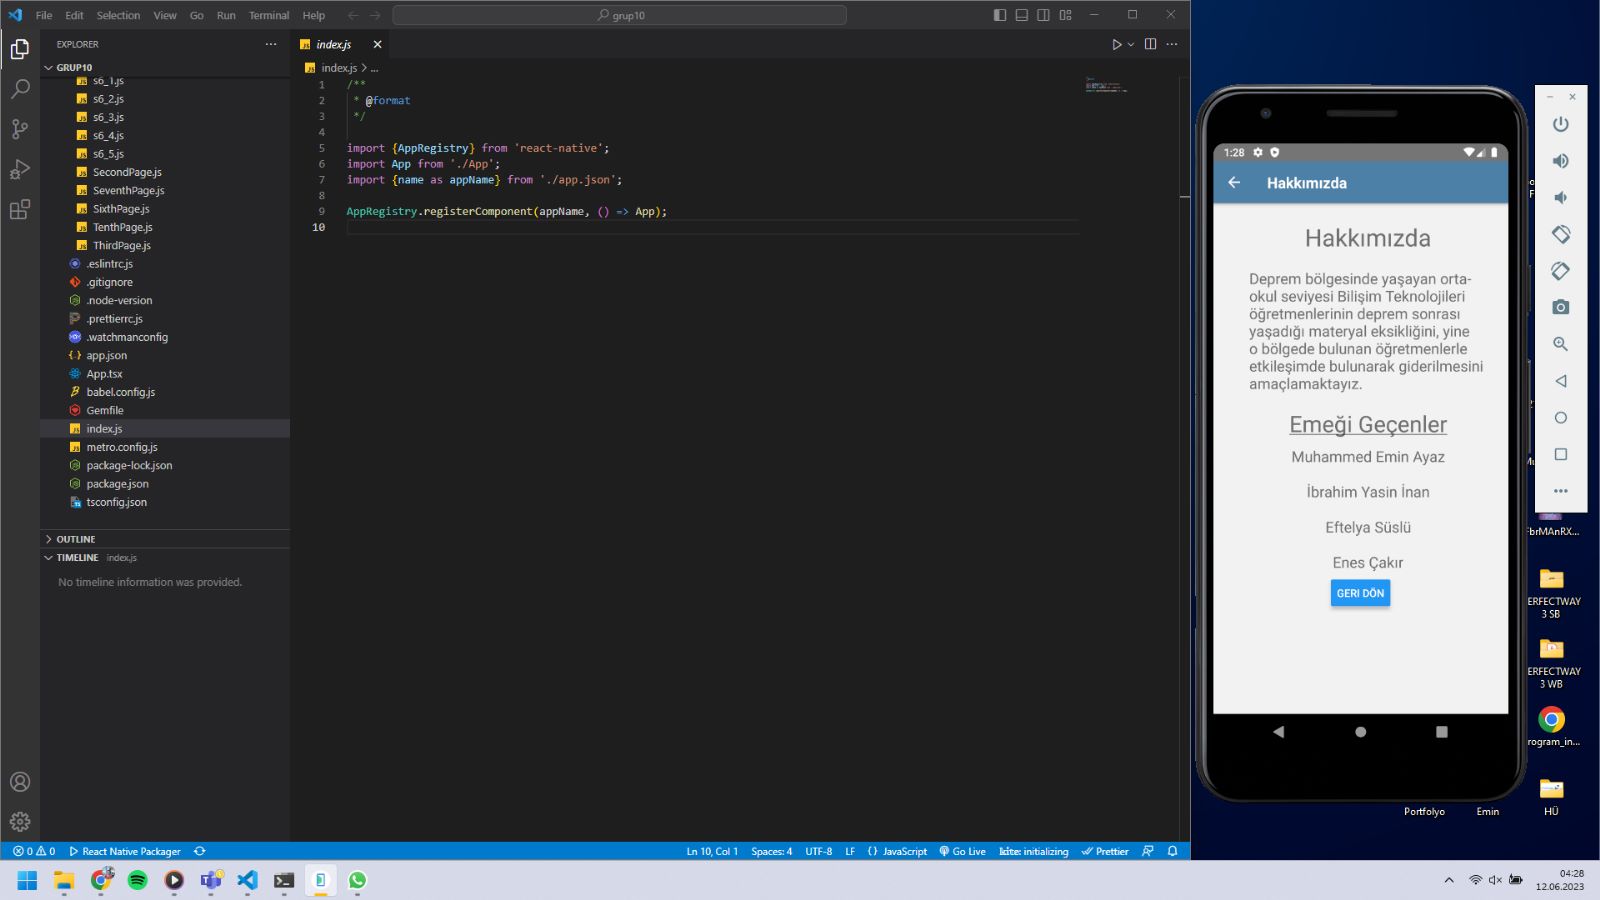 File Edit Selection View Go Run Terminal Help
grup10
EXPLORER
GRUP10
s6_1.js
s6_2.js
s6_3.js
s6_4.js
s6_5.js
SecondPage.js
SeventhPage.js
SixthPage.js
TenthPage.js
ThirdPage.js
.eslintrc.js
.gitignore
.node-version
.prettierrc.js
.watchmanconfig
app.json
App.tsx
babel.config.js
Gemfile
index.js
metro.config.js
package-lock.json
package.json
tsconfig.json
OUTLINE
TIMELINE index.js
No timeline information was provided.
index.js
index.js > ...
1 /**
2 * @format
3 */
4
5 import {AppRegistry} from 'react-native';
6 import App from './App';
7 import {name as appName} from './app.json';
8
9 AppRegistry.registerComponent(appName, () => App);
10
0 0 React Native Packager
Ln 10, Col 1 Spaces: 4 UTF-8 LF {} JavaScript Go Live kite: initializing Prettier
1:28
Hakkımızda
Hakkımızda
Deprem bölgesinde yaşayan orta-
okul seviyesi Bilişim Teknolojileri
öğretmenlerinin deprem sonrası
yaşadığı materyal eksikliğini, yine
o bölgede bulunan öğretmenlerle
etkileşimde bulunarak giderilmesini
amaçlamaktayız.
Emeği Geçenler
Muhammed Emin Ayaz
İbrahim Yasin İnan
Eftelya Süslü
Enes Çakır
GERI DÖN
FbrMAnRX...
ERFECTWAY
3 SB
ERFECTWAY
3 WB
rogram_in...
Portfolyo
Emin
HÜ
04:28
12.06.2023